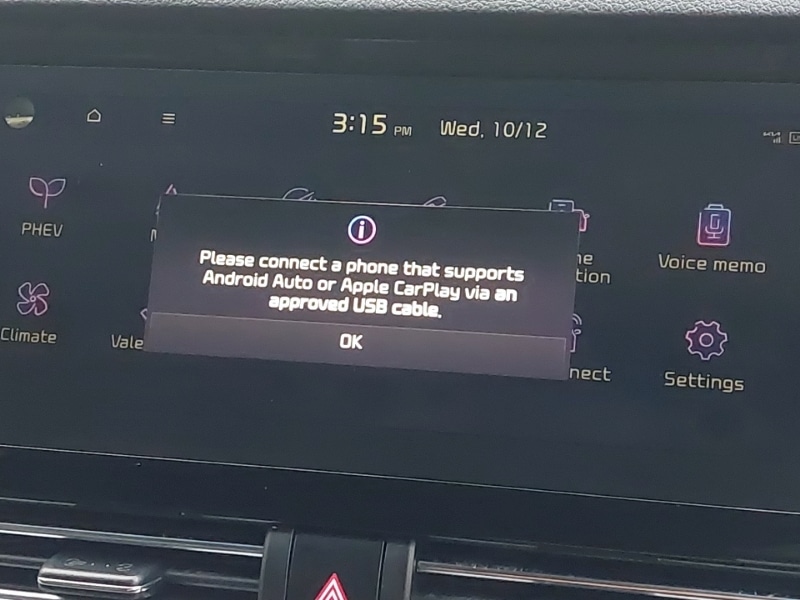 3:15 PM Wed, 10/12
PHEV
Voice memo
Please connect a phone that supports
Android Auto or Apple CarPlay via an
approved USB cable.
OK
Climate
Settings